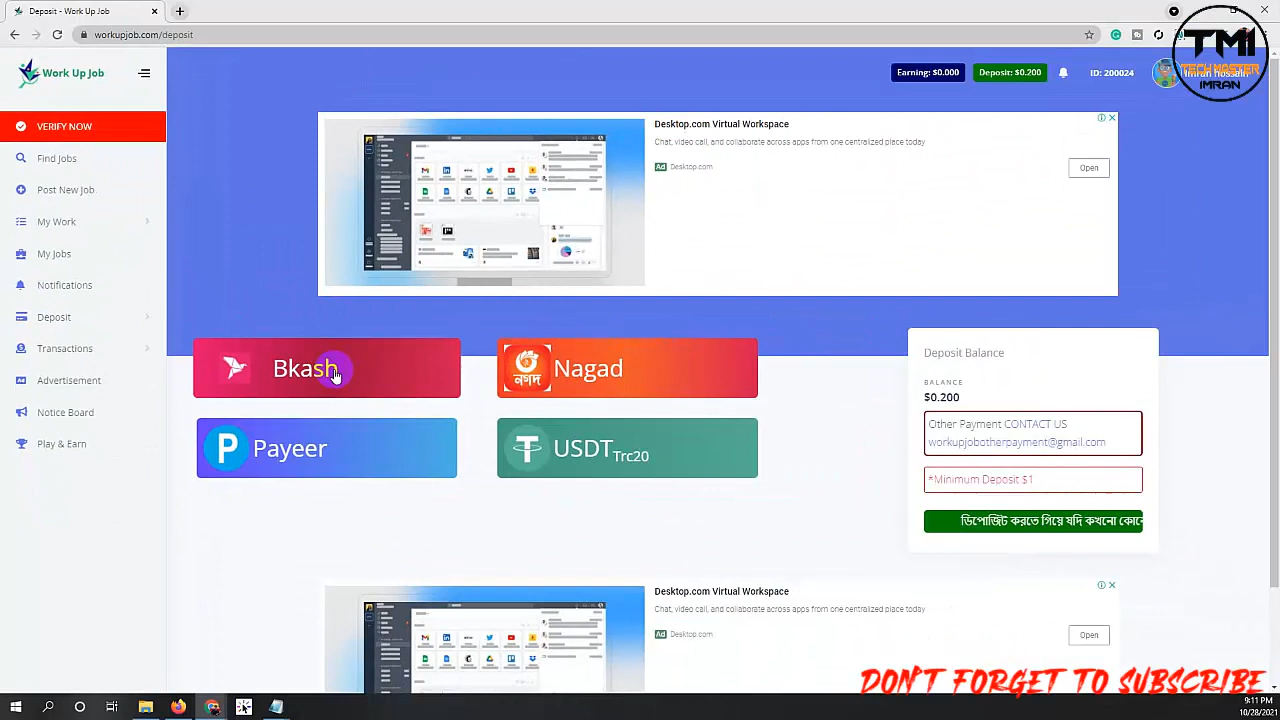 Deposit - Work Up Job
workupjob.com/deposit
TMI
TECH MASTER
IMRAN
Work Up Job
Earning: $0.000
Deposit: $0.200
ID: 200024
Imran Hossain
VERIFY NOW
Find Jobs
Post New Job
My Work
My Jobs
Notifications
Deposit
Transactions
Advertisement
Notice Board
Play & Earn
Desktop.com Virtual Workspace
Chat, video call, and collaborate across apps from one centralized place today
Ad Desktop.com
Open
Bkash
নগদ
Nagad
P Payeer
USDT Trc20
Deposit Balance
BALANCE
$0.200
Other Payment CONTACT US
workupjobotherpayment@gmail.com
*Minimum Deposit $1
ডিপোজিট করতে গিয়ে যদি কখনো কোনো
Desktop.com Virtual Workspace
Chat, video call, and collaborate across apps from one centralized place today
Ad Desktop.com
DON'T FORGET TO SUBSCRIBE
9:11 PM
10/28/2021